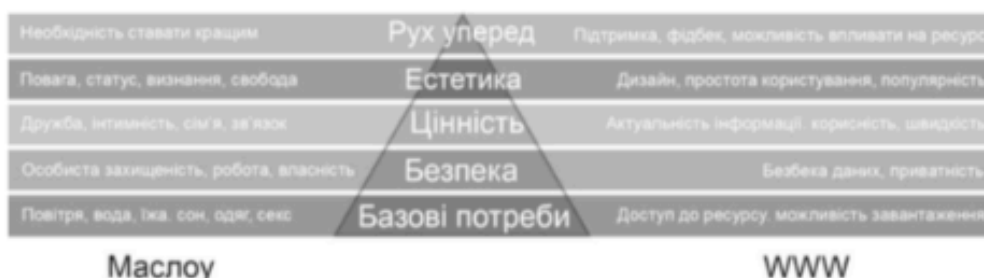 Необхідність ставати кращим Рух уперед Підтримка, фідбек, можливість впливати на ресурс
Повага, статус, визнання, свобода Естетика Дизайн, простота користування, популярність
Дружба, інтимність, сім'я, зв'язок Цінність Актуальність інформації. корисність, швидкість
Особиста захищеність, робота, власність Безпека Безбека даних, приватність
Повітря, вода, їжа. сон, одяг, секс Базові потреби Доступ до ресурсу. можливість завантаження
Маслоу WWW